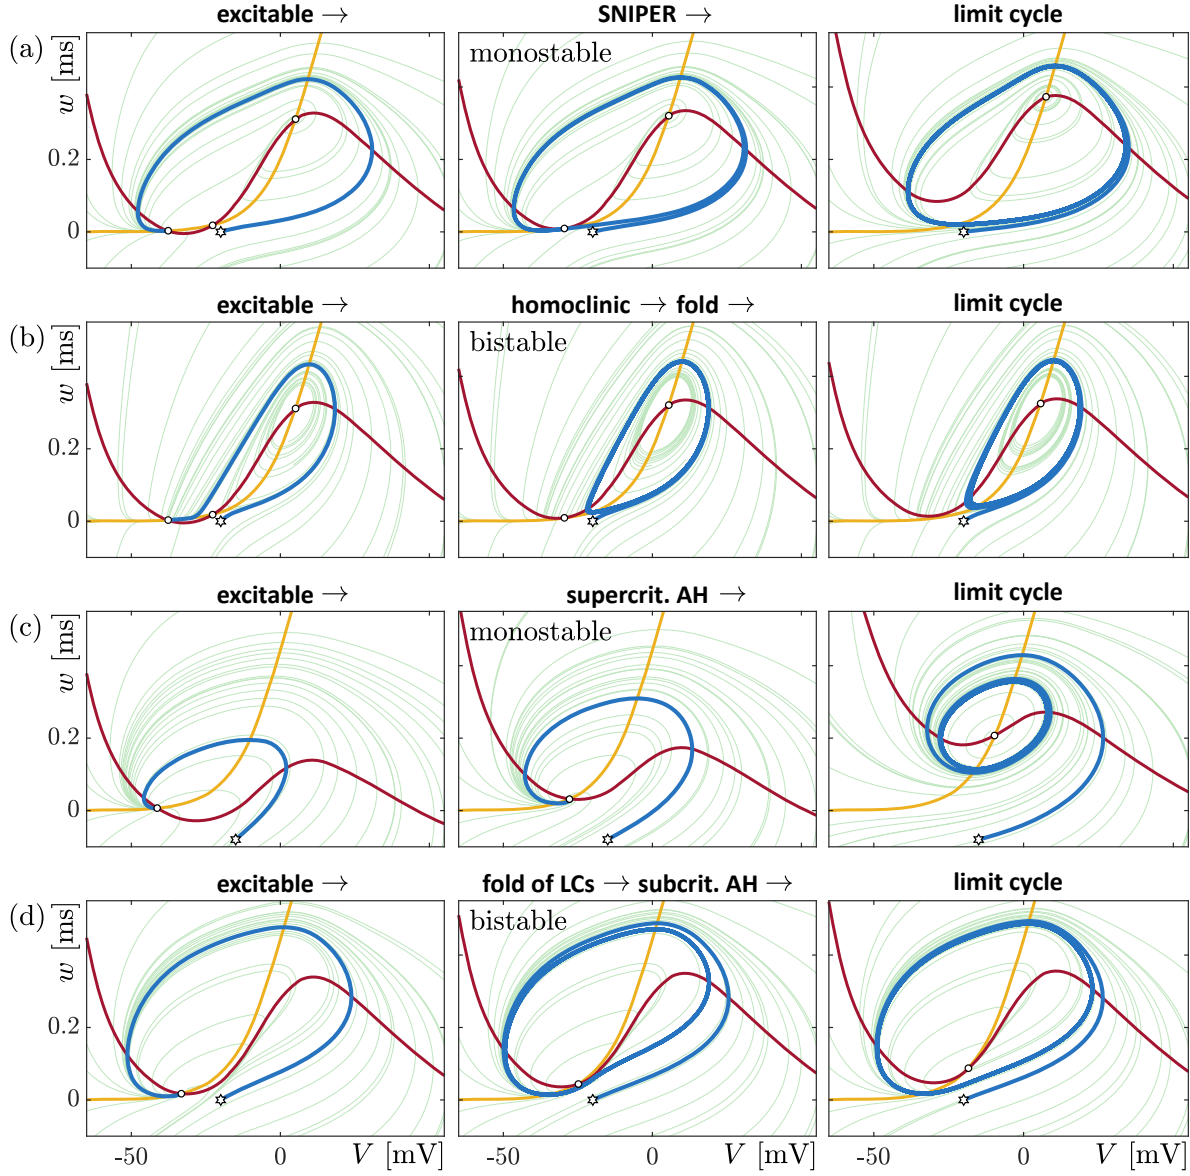 excitable → SNIPER → limit cycle
(a) monostable
w [ms]
0.2
0
excitable → homoclinic → fold → limit cycle
(b) bistable
w [ms]
0.2
0
excitable → supercrit. AH → limit cycle
(c) monostable
w [ms]
0.2
0
excitable → fold of LCs → subcrit. AH → limit cycle
(d) bistable
w [ms]
0.2
0
-50 0 V [mV] -50 0 V [mV] -50 0 V [mV]